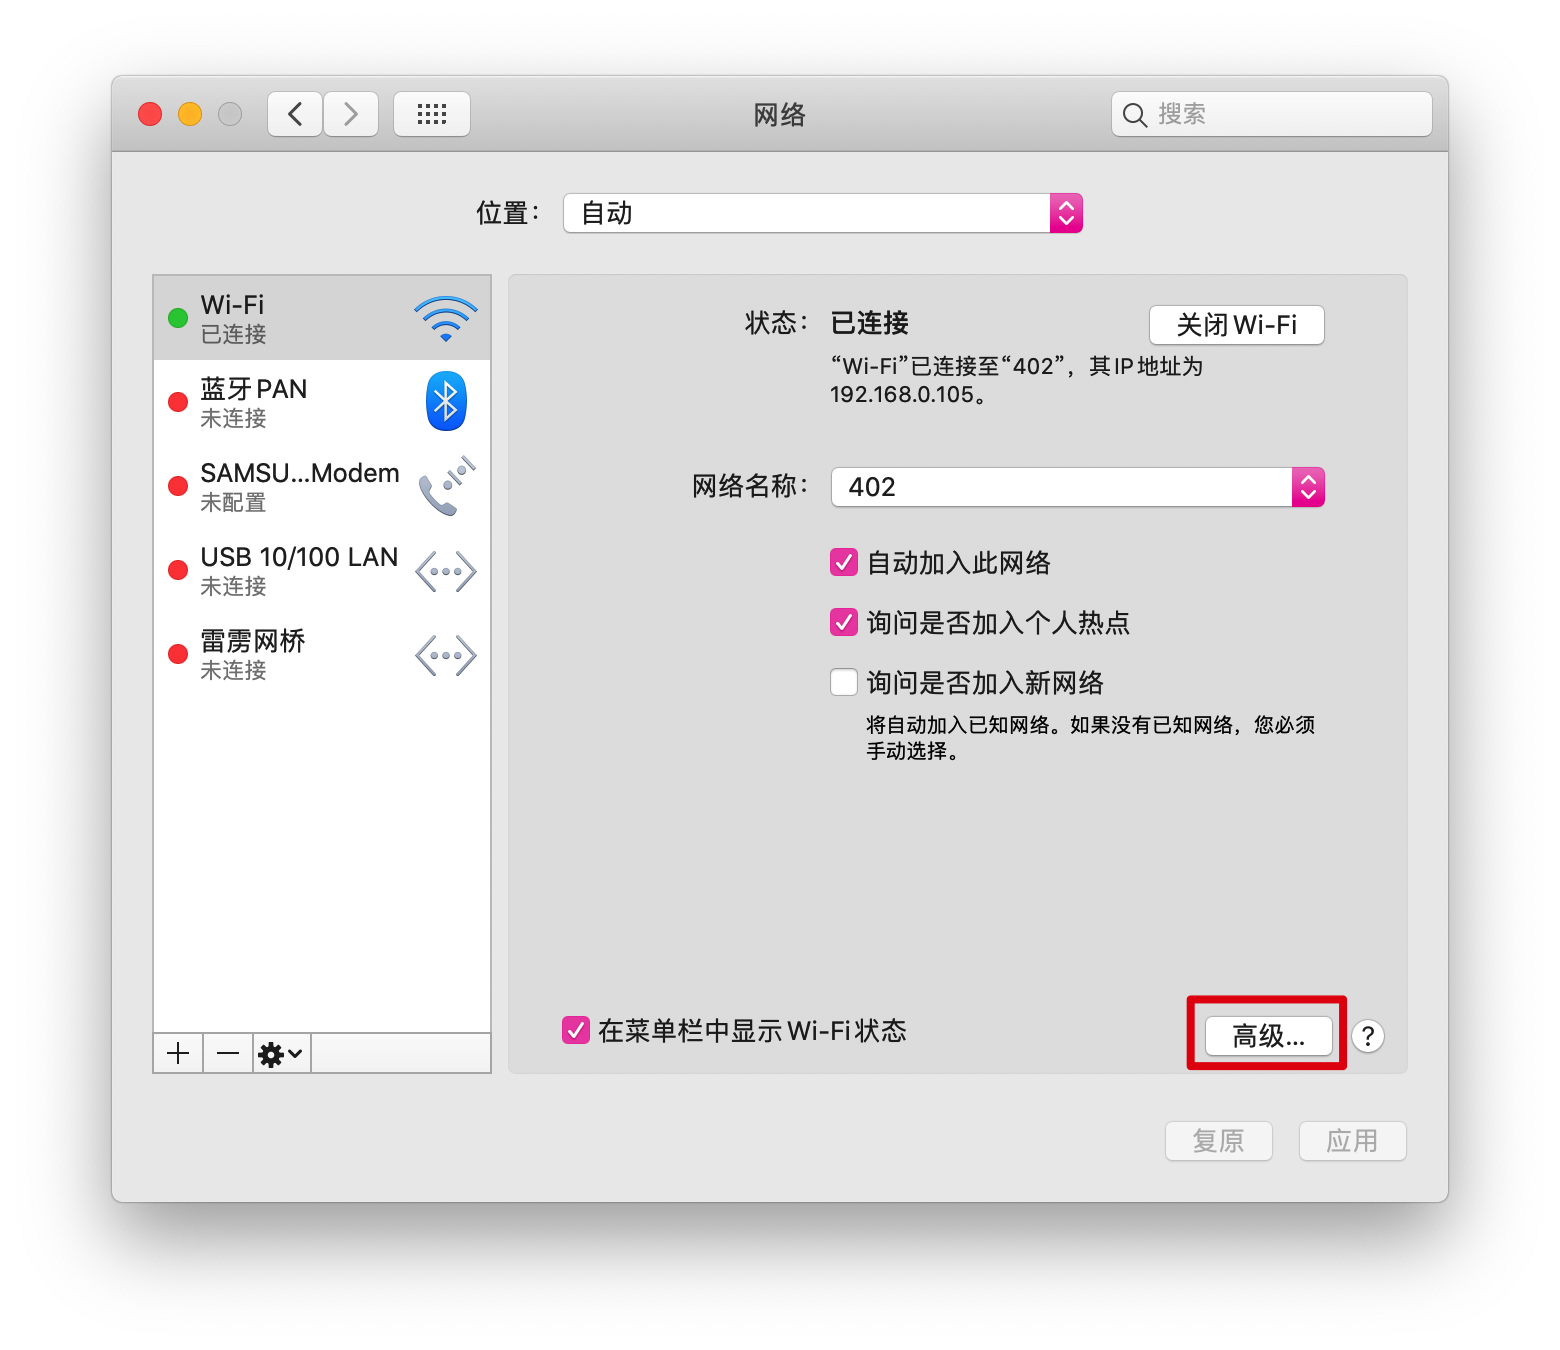 网络
搜索
位置：
自动
Wi-Fi
已连接
蓝牙 PAN
未连接
SAMSU...Modem
未配置
USB 10/100 LAN
未连接
雷雳网桥
未连接
状态：
已连接
关闭 Wi-Fi
“Wi-Fi”已连接至“402”，其 IP 地址为
192.168.0.105。
网络名称：
402
自动加入此网络
询问是否加入个人热点
询问是否加入新网络
将自动加入已知网络。如果没有已知网络，您必须
手动选择。
在菜单栏中显示 Wi-Fi 状态
高级...
?
复原
应用